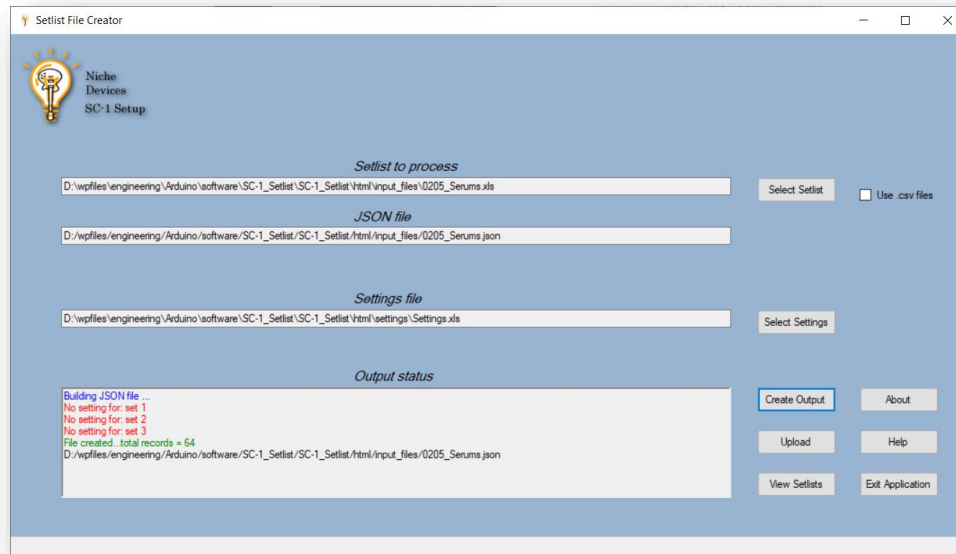 Setlist File Creator
Niche
Devices
SC-1 Setup
Setlist to process
D:\wpfiles\engineering\Arduino\software\SC-1_Setlist\SC-1_Setlist\html\input_files\0205_Serums.xls
Select Setlist
Use .csv files
JSON file
D:/wpfiles/engineering/Arduino/software/SC-1_Setlist/SC-1_Setlist/html/input_files/0205_Serums.json
Settings file
D:\wpfiles\engineering\Arduino\software\SC-1_Setlist\SC-1_Setlist\html\settings\Settings.xls
Select Settings
Output status
Building JSON file ...
No setting for: set 1
No setting for: set 2
No setting for: set 3
File created...total records = 64
D:/wpfiles/engineering/Arduino/software/SC-1_Setlist/SC-1_Setlist/html/input_files/0205_Serums.json
Create Output
About
Upload
Help
View Setlists
Exit Application